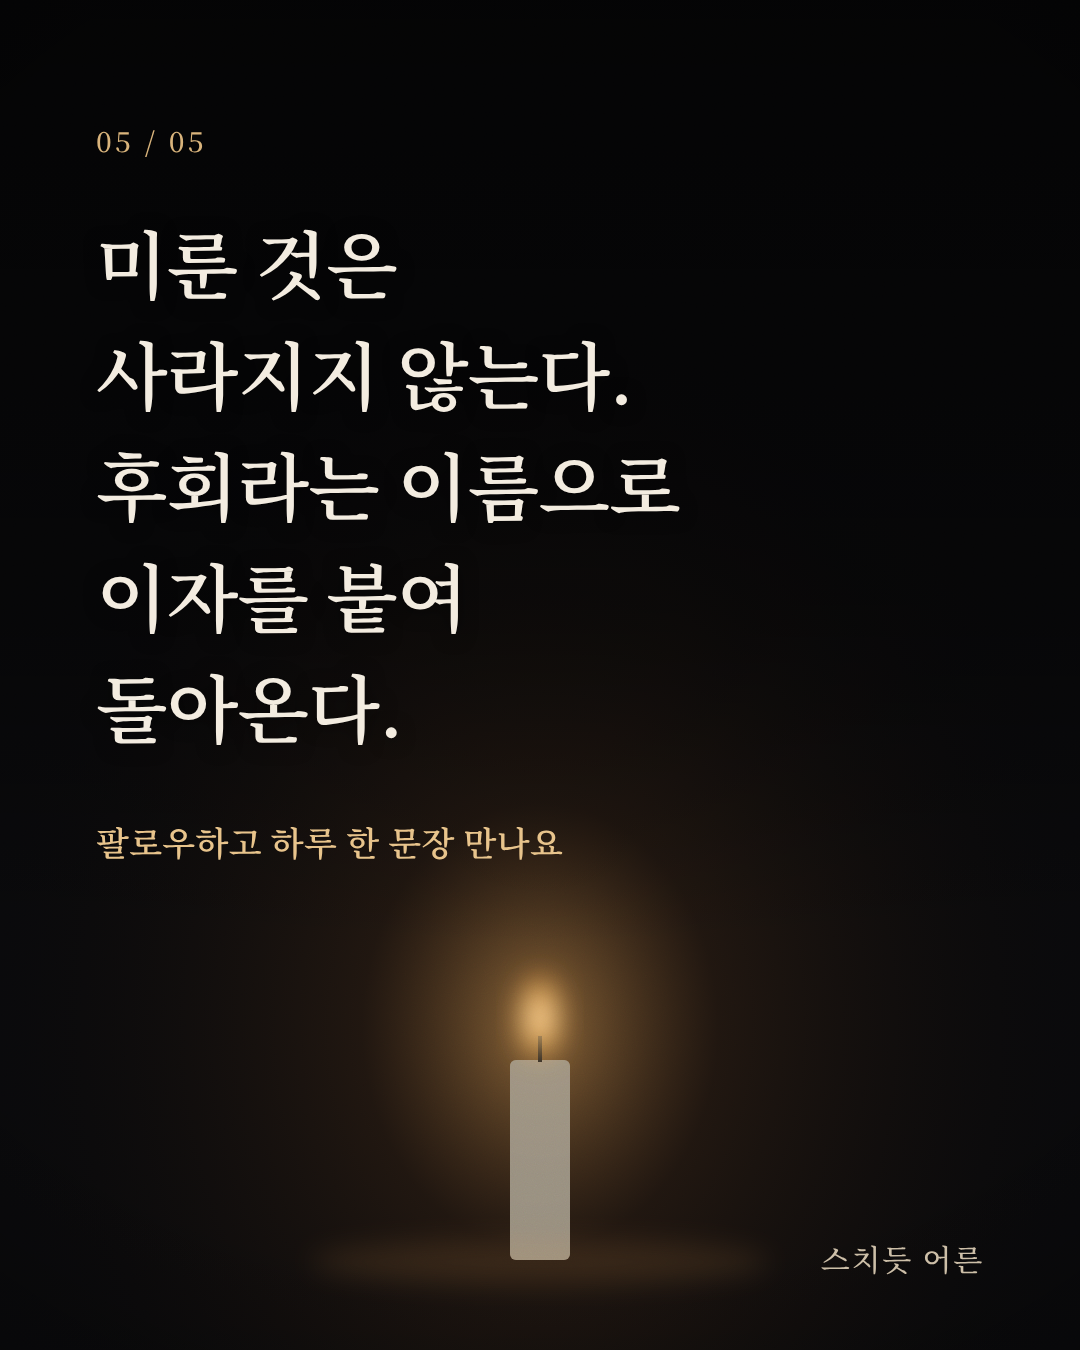 05 / 05
미룬 것은
사라지지 않는다.
후회라는 이름으로
이자를 붙여
돌아온다.
팔로우하고 하루 한 문장 만나요
스치듯 어른